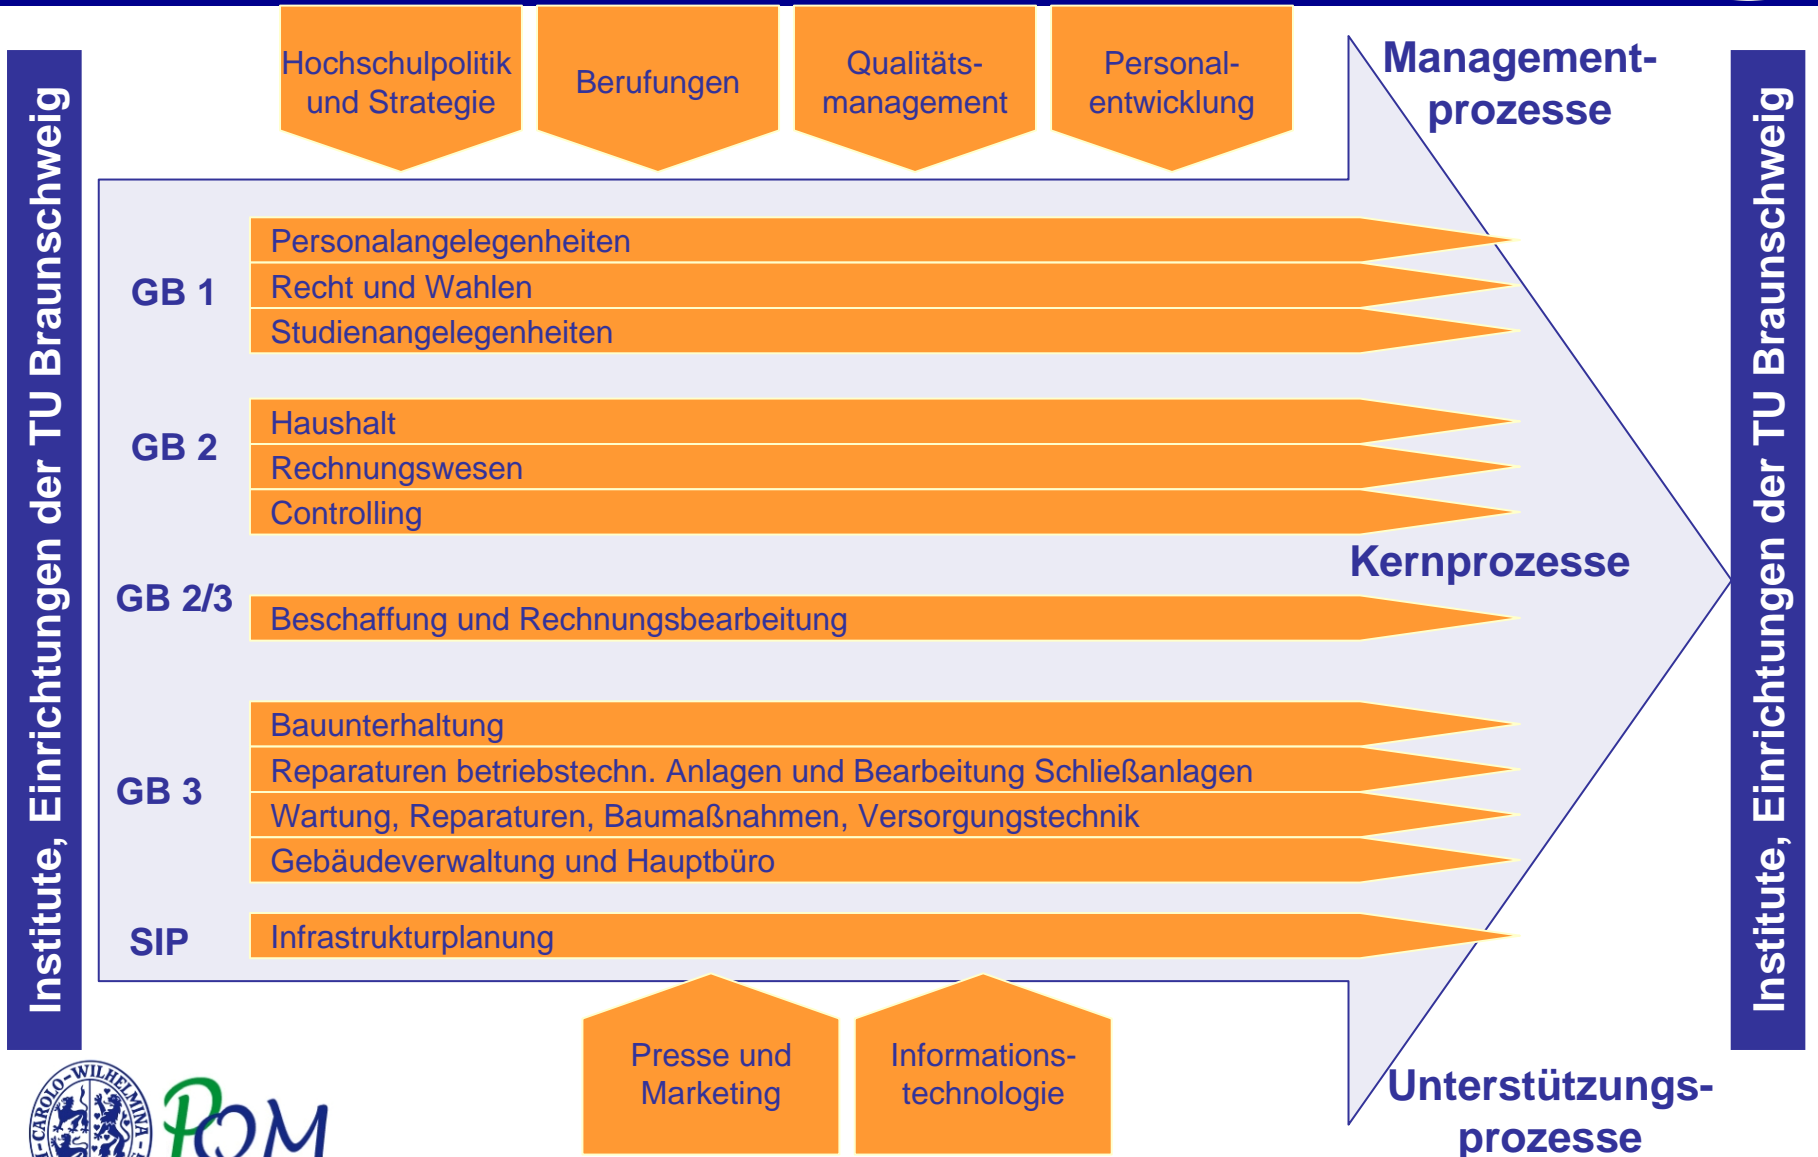 Hochschulpolitik
und Strategie
Berufungen
Qualitäts-
management
Personal-
entwicklung
Management-
prozesse
Institute, Einrichtungen der TU Braunschweig
GB 1
Personalangelegenheiten
Recht und Wahlen
Studienangelegenheiten
GB 2
Haushalt
Rechnungswesen
Controlling
Kernprozesse
GB 2/3
Beschaffung und Rechnungsbearbeitung
GB 3
Bauunterhaltung
Reparaturen betriebstechn. Anlagen und Bearbeitung Schließanlagen
Wartung, Reparaturen, Baumaßnahmen, Versorgungstechnik
Gebäudeverwaltung und Hauptbüro
SIP
Infrastrukturplanung
Institute, Einrichtungen der TU Braunschweig
Presse und
Marketing
Informations-
technologie
Unterstützungs-
prozesse
CAROLO-WILHELMINA
POM